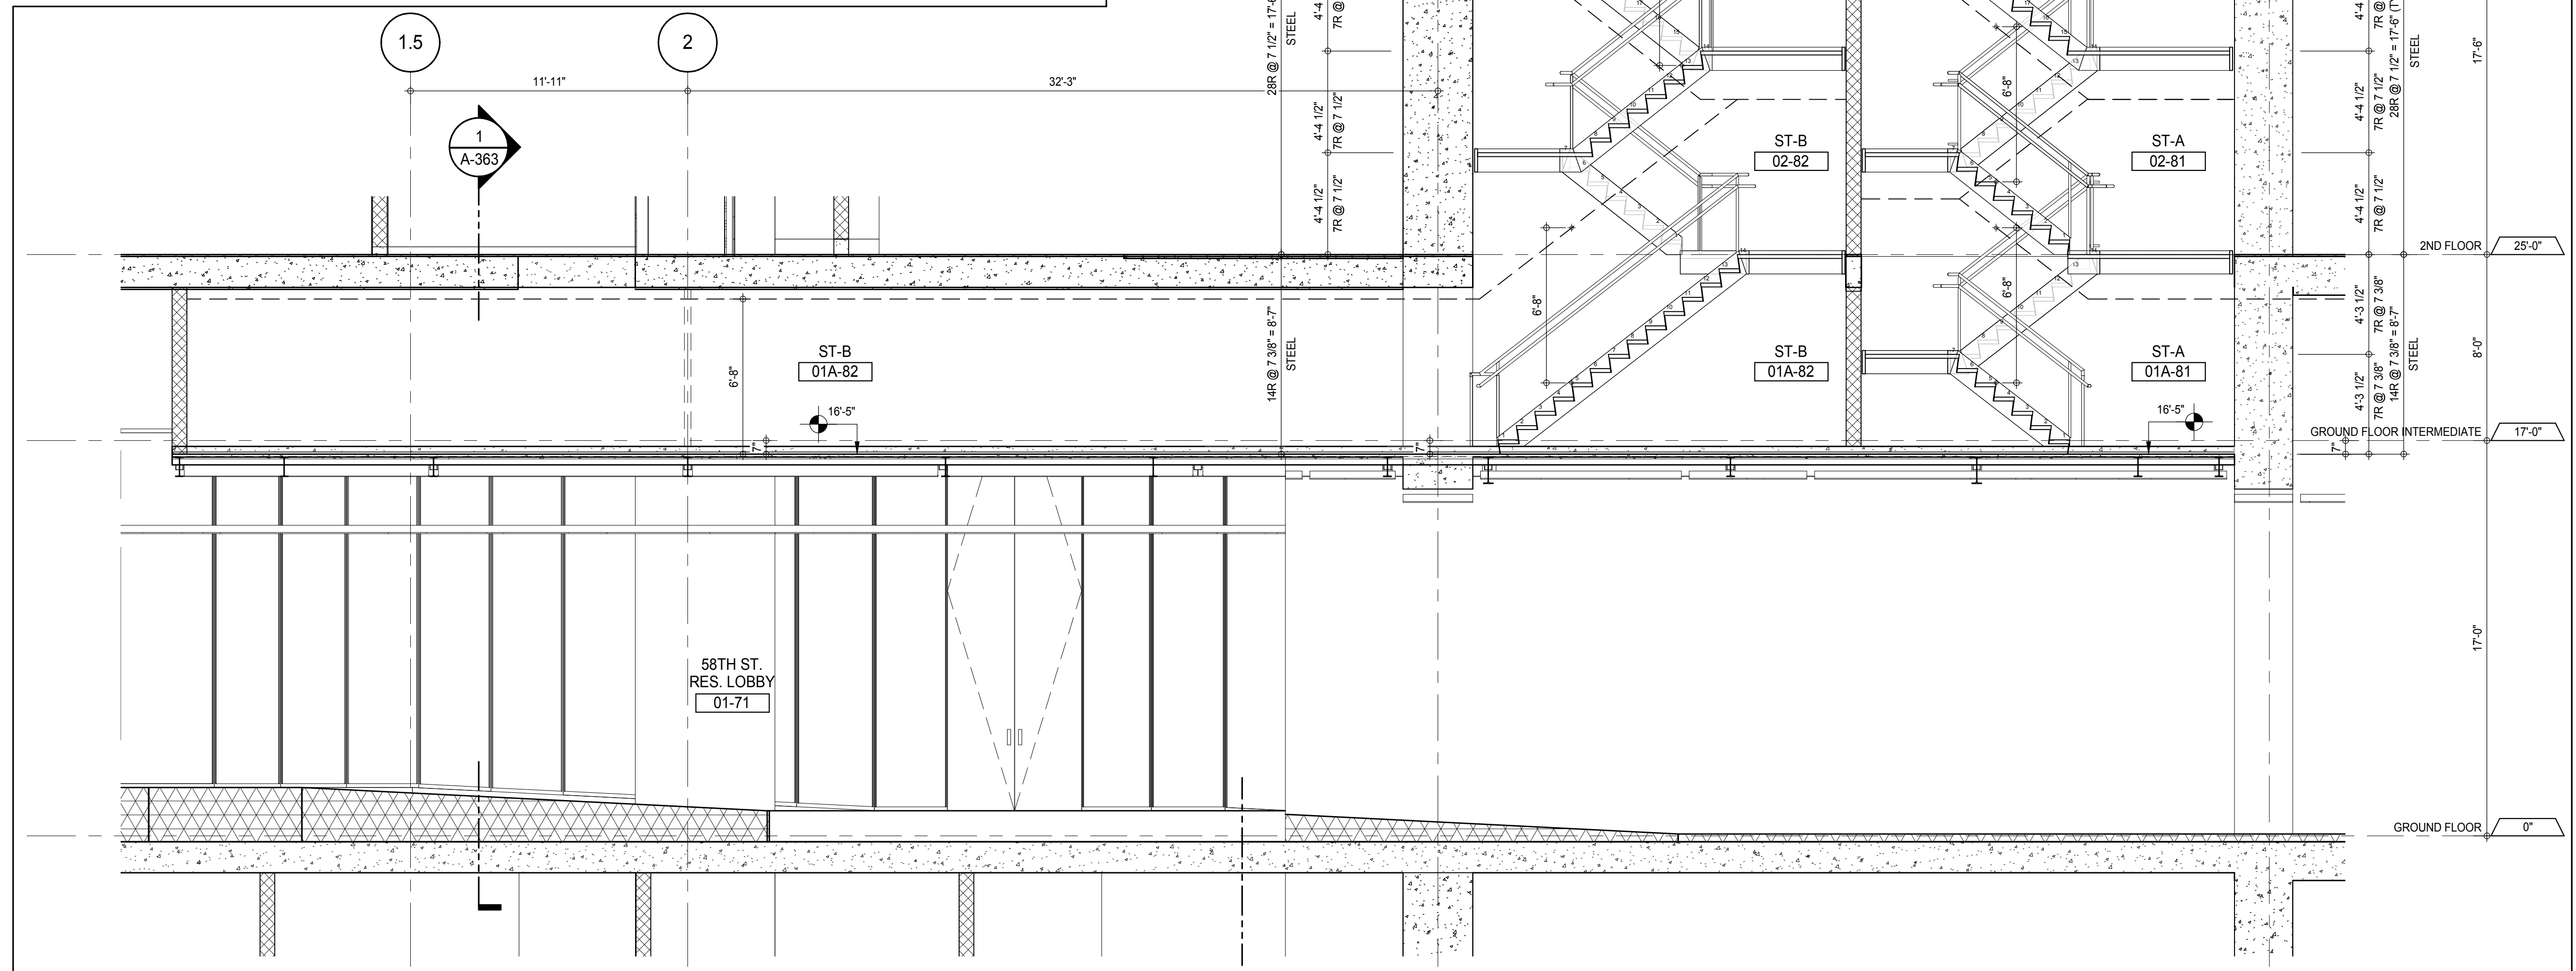 1.5
2
11'-11"
32'-3"
1
A-363
28R @ 7 1/2" = 17'-6
STEEL
4'-4
7R @
4'-4 1/2"
7R @ 7 1/2"
4'-4 1/2"
7R @ 7 1/2"
ST-B
02-82
ST-A
02-81
6'-8"
4'-4
7R @
28R @ 7 1/2" = 17'-6" (T
STEEL
17'-6"
4'-4 1/2"
7R @ 7 1/2"
4'-4 1/2"
7R @ 7 1/2"
2ND FLOOR
25'-0"
ST-B
01A-82
6'-8"
16'-5"
7"
14R @ 7 3/8" = 8'-7"
STEEL
7"
6'-8"
ST-B
01A-82
6'-8"
ST-A
01A-81
16'-5"
4'-3 1/2"
7R @ 7 3/8"
4'-3 1/2"
7R @ 7 3/8"
14R @ 7 3/8" = 8'-7"
STEEL
8'-0"
GROUND FLOOR INTERMEDIATE
17'-0"
7"
58TH ST.
RES. LOBBY
01-71
17'-0"
GROUND FLOOR
0"